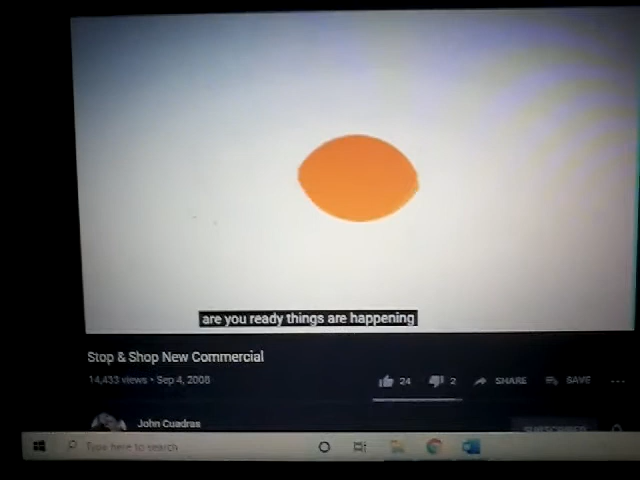 are you ready things are happening
Stop & Shop New Commercial
14,433 views • Sep 4, 2008
24
2
SHARE
SAVE
John Cuadras
SUBSCRIBED
Type here to search